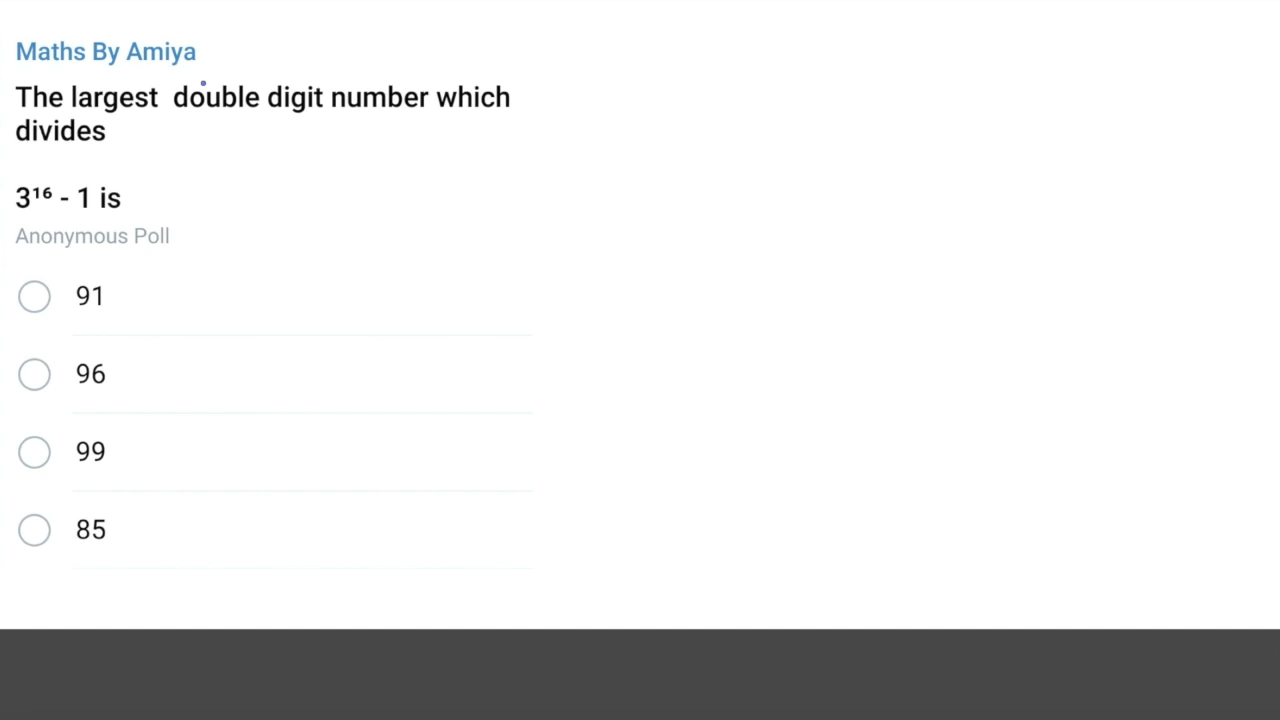 Maths By Amiya
The largest double digit number which
divides
3¹⁶ - 1 is
Anonymous Poll
91
96
99
85